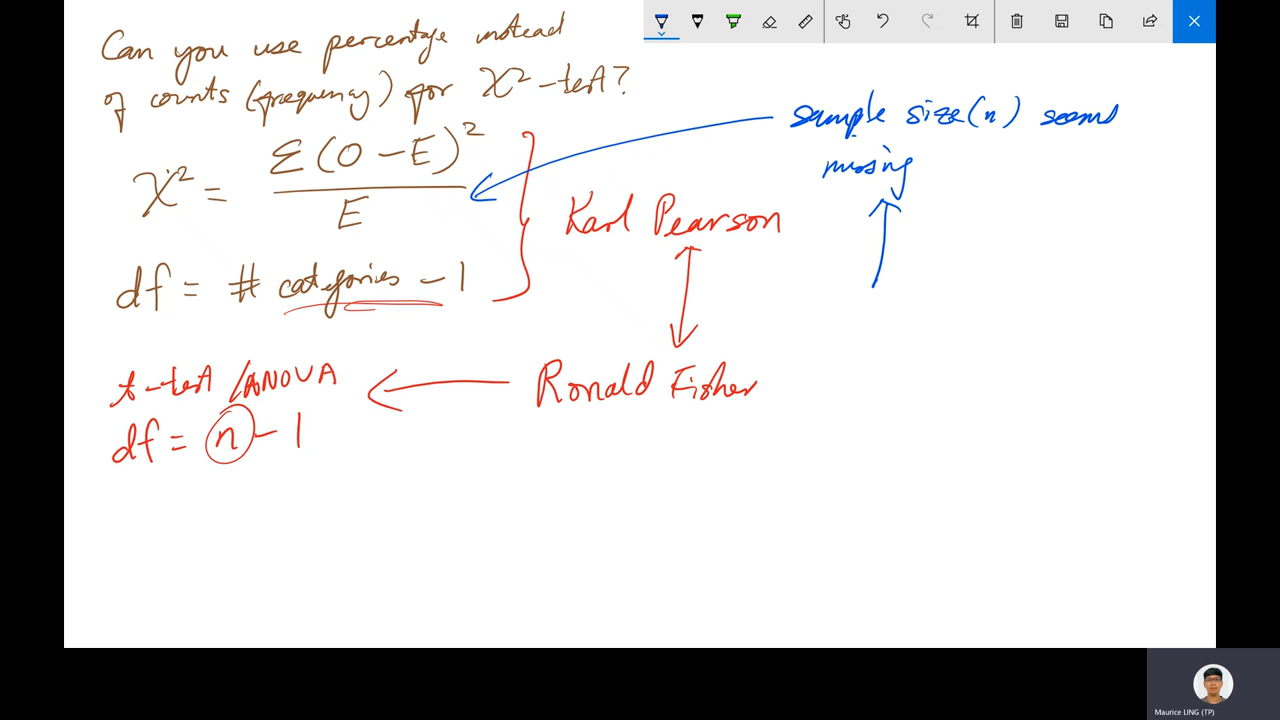 Can you use percentage instead
of counts (frequency) for χ²-test?
χ² = Σ(O - E)²
E
df = # categories - 1
sample size(n) seems
missing
Karl Pearson
Ronald Fisher
t-test /ANOVA
df = n - 1
Maurice LING (TP)